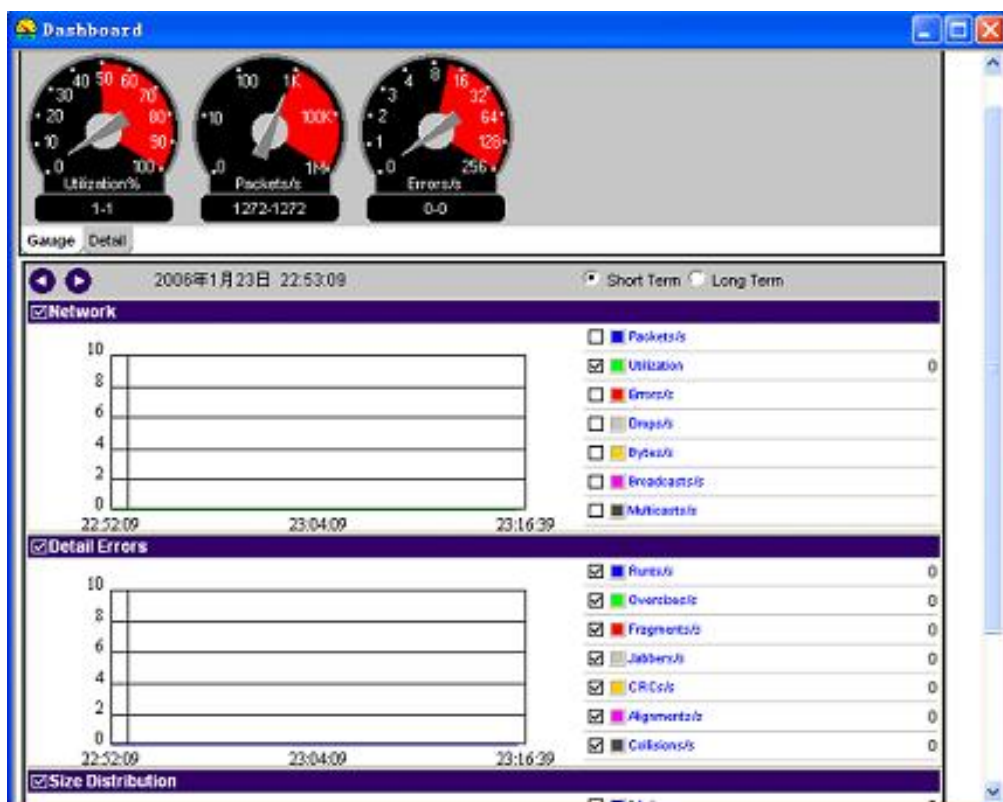 Dashboard
0 10 20 30 40 50 60 70 80 90 100
Utilization%
1-1
0 10 100 1K 100K 1M
Packets/s
1272-1272
0 1 2 3 4 8 16 32 64 128 256
Errors/s
0-0
Gauge Detail
2006年1月23日 22:53:09 Short Term Long Term
Network
10
8
6
4
2
0
22:52:09 23:04:09 23:16:39
Packets/s
Utilization 0
Errors/s
Drops/s
Bytes/s
Broadcasts/s
Multicasts/s
Detail Errors
10
8
6
4
2
0
22:52:09 23:04:09 23:16:39
Runts/s 0
Oversizes/s 0
Fragments/s 0
Jabbers/s 0
CRCs/s 0
Alignments/s 0
Collisions/s 0
Size Distribution